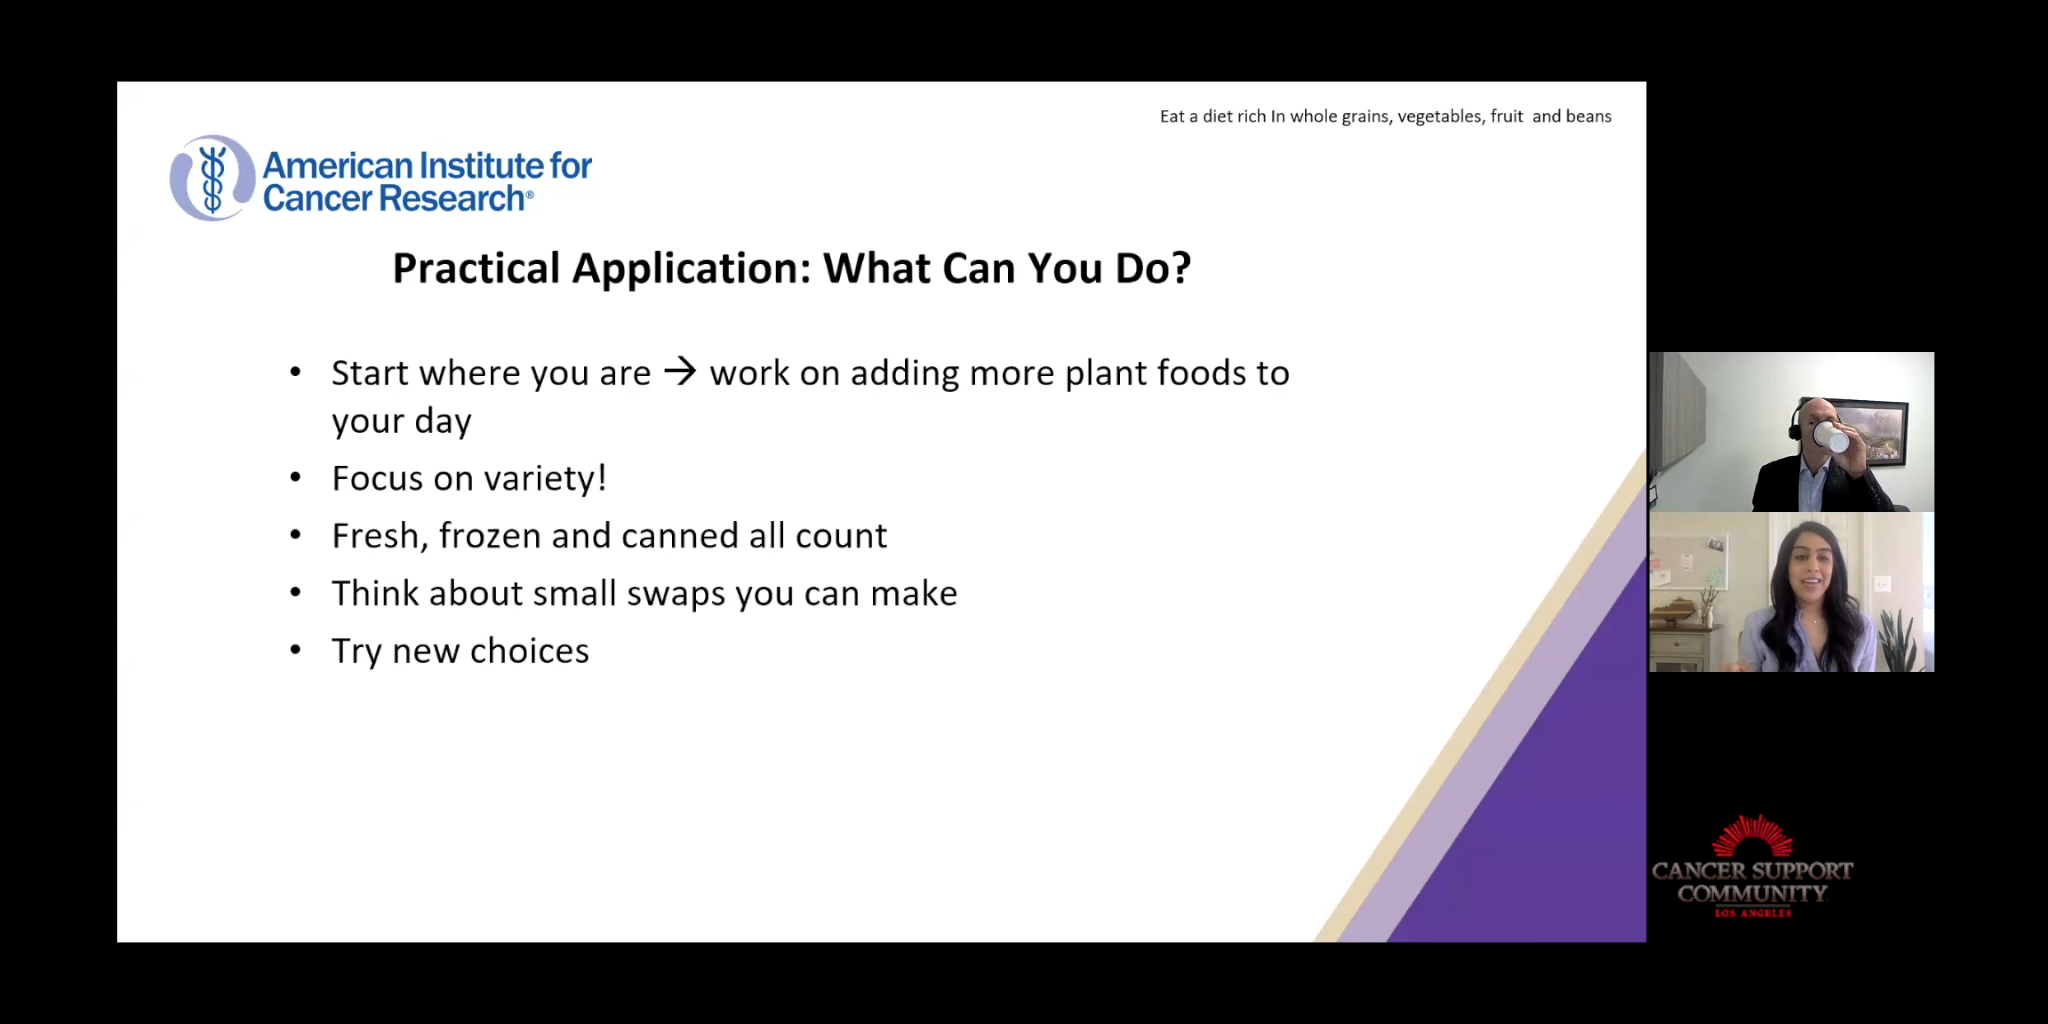 Eat a diet rich In whole grains, vegetables, fruit and beans
American Institute for
Cancer Research®
Practical Application: What Can You Do?
• Start where you are → work on adding more plant foods to
your day
• Focus on variety!
• Fresh, frozen and canned all count
• Think about small swaps you can make
• Try new choices
CANCER SUPPORT
COMMUNITY
LOS ANGELES